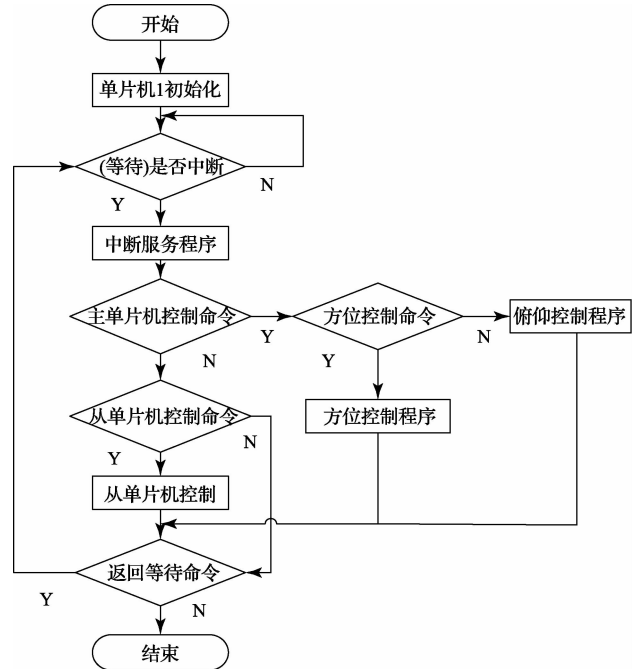 开始
单片机1初始化
(等待)是否中断
N
Y
中断服务程序
主单片机控制命令
Y
方位控制命令
N
俯仰控制程序
N
Y
从单片机控制命令
方位控制程序
N
Y
从单片机控制
返回等待命令
Y
N
结束